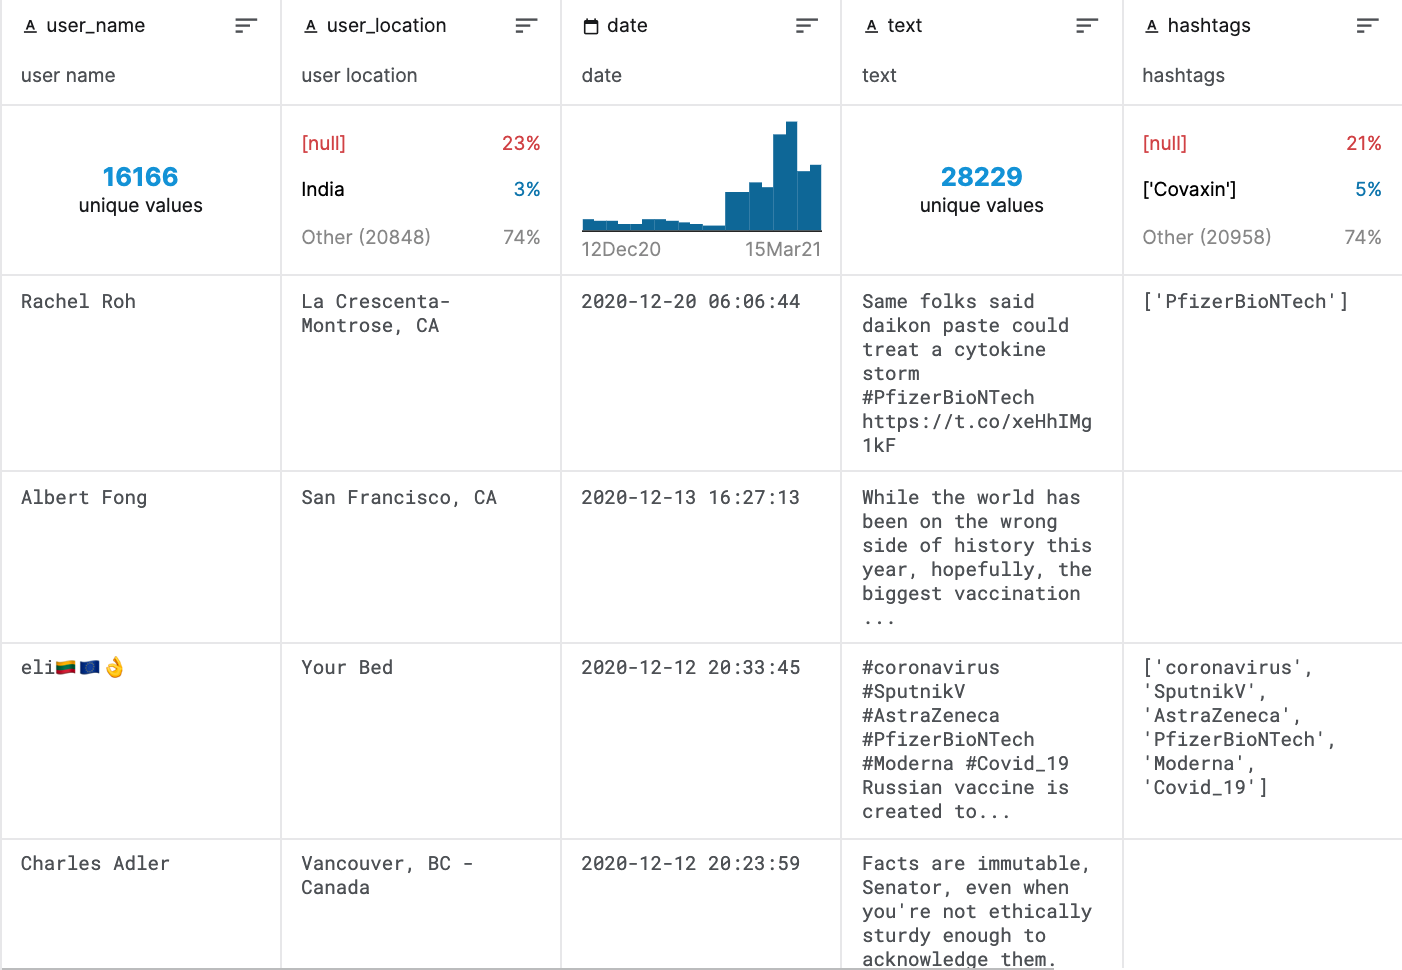 user_name
user_location
date
text
hashtags
user name
user location
date
text
hashtags
16166
unique values
[null] 23%
India 3%
Other (20848) 74%
12Dec20 15Mar21
28229
unique values
[null] 21%
['Covaxin'] 5%
Other (20958) 74%
Rachel Roh
La Crescenta-
Montrose, CA
2020-12-20 06:06:44
Same folks said
daikon paste could
treat a cytokine
storm
#PfizerBioNTech
https://t.co/xeHhIMg
1kF
['PfizerBioNTech']
Albert Fong
San Francisco, CA
2020-12-13 16:27:13
While the world has
been on the wrong
side of history this
year, hopefully, the
biggest vaccination
...
eli🇱🇹🇪🇺👌
Your Bed
2020-12-12 20:33:45
#coronavirus
#SputnikV
#AstraZeneca
#PfizerBioNTech
#Moderna #Covid_19
Russian vaccine is
created to...
['coronavirus',
'SputnikV',
'AstraZeneca',
'PfizerBioNTech',
'Moderna',
'Covid_19']
Charles Adler
Vancouver, BC -
Canada
2020-12-12 20:23:59
Facts are immutable,
Senator, even when
you're not ethically
sturdy enough to
acknowledge them.